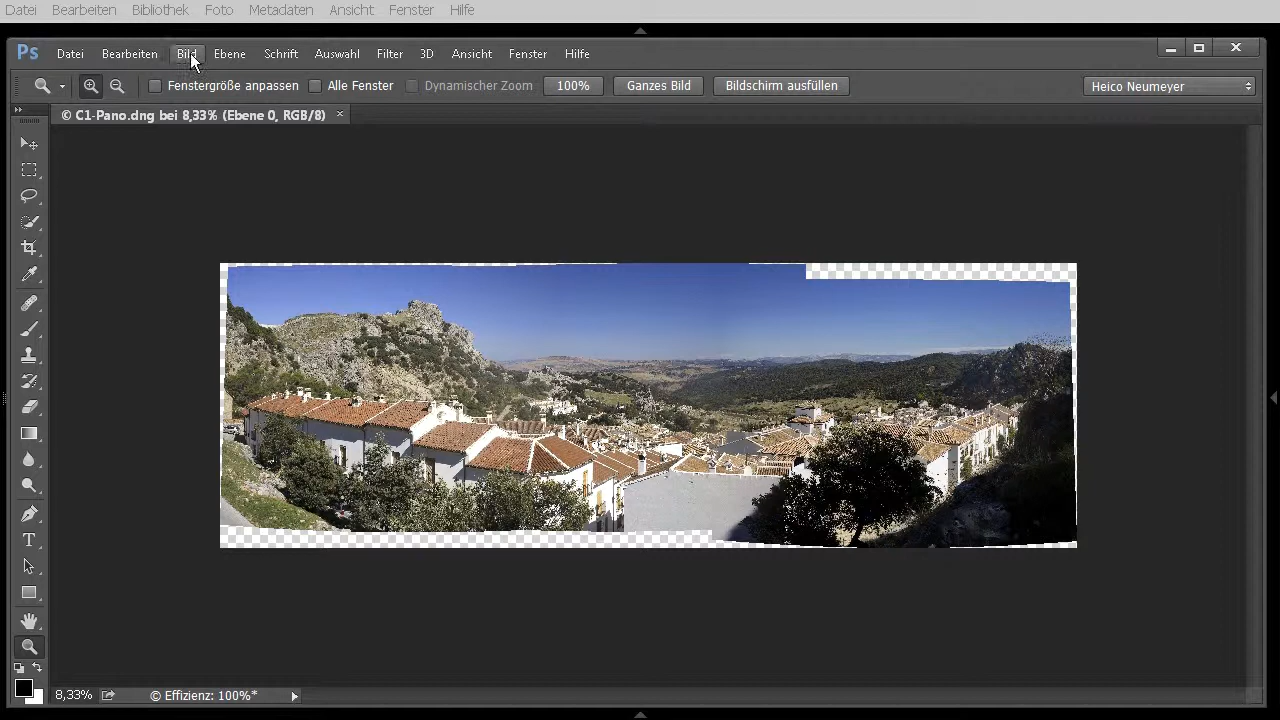 Datei Bearbeiten Bibliothek Foto Metadaten Ansicht Fenster Hilfe
Ps Datei Bearbeiten Bild Ebene Schrift Auswahl Filter 3D Ansicht Fenster Hilfe
Fenstergröße anpassen Alle Fenster Dynamischer Zoom 100% Ganzes Bild Bildschirm ausfüllen Heico Neumeyer
© C1-Pano.dng bei 8,33% (Ebene 0, RGB/8) ×
T
8,33% © Effizienz: 100%*